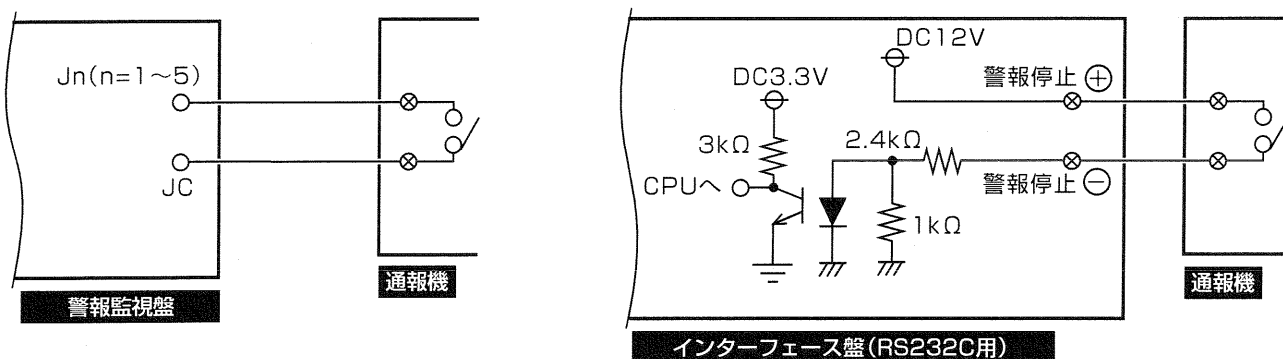 Jn(n=1～5)
JC
通報機
警報監視盤
DC12V
DC3.3V
警報停止 ⊕
3kΩ
2.4kΩ
CPUへ
警報停止 ⊖
1kΩ
通報機
インターフェース盤(RS232C用)